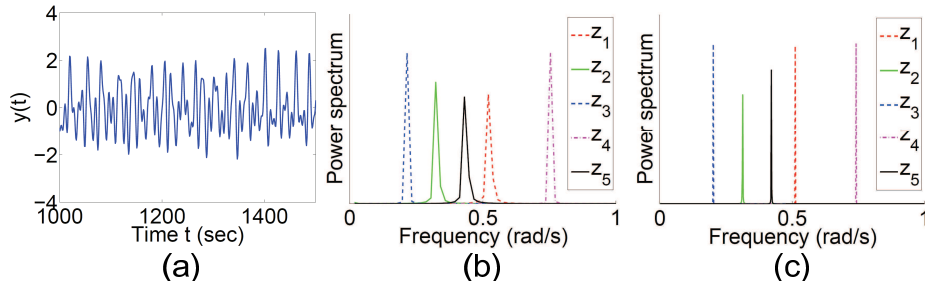 4
2
0
−2
−4
y(t)
1000
1200
1400
Time t (sec)
(a)
Power spectrum
0
0.5
1
Frequency (rad/s)
z1
z2
z3
z4
z5
(b)
Power spectrum
0
0.5
1
Frequency (rad/s)
z1
z2
z3
z4
z5
(c)